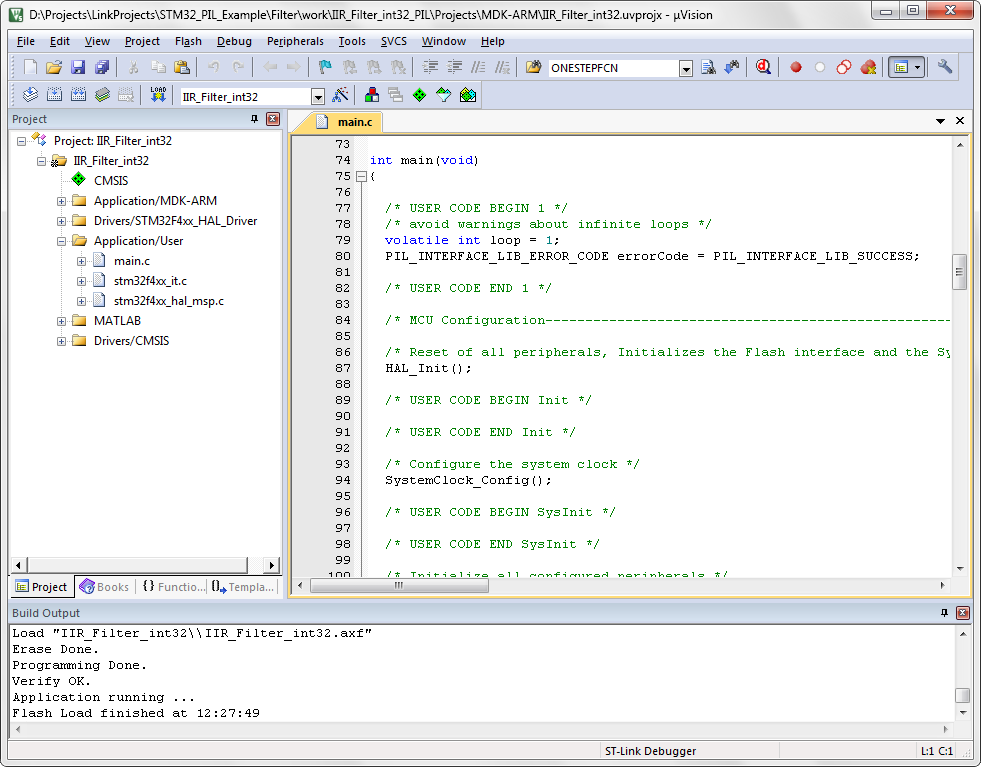 D:\Projects\LinkProjects\STM32_PIL_Example\Filter\work\IIR_Filter_int32_PIL\Projects\MDK-ARM\IIR_Filter_int32.uvprojx - µVision
File Edit View Project Flash Debug Peripherals Tools SVCS Window Help
ONESTEPFCN
LOAD
IIR_Filter_int32
Project
Project: IIR_Filter_int32
IIR_Filter_int32
CMSIS
Application/MDK-ARM
Drivers/STM32F4xx_HAL_Driver
Application/User
main.c
stm32f4xx_it.c
stm32f4xx_hal_msp.c
MATLAB
Drivers/CMSIS
Project Books {} Functio... Templa...
main.c
73
74 int main(void)
75 {
76
77 /* USER CODE BEGIN 1 */
78 /* avoid warnings about infinite loops */
79 volatile int loop = 1;
80 PIL_INTERFACE_LIB_ERROR_CODE errorCode = PIL_INTERFACE_LIB_SUCCESS;
81
82 /* USER CODE END 1 */
83
84 /* MCU Configuration---------------------------------------------------
85
86 /* Reset of all peripherals, Initializes the Flash interface and the Sy
87 HAL_Init();
88
89 /* USER CODE BEGIN Init */
90
91 /* USER CODE END Init */
92
93 /* Configure the system clock */
94 SystemClock_Config();
95
96 /* USER CODE BEGIN SysInit */
97
98 /* USER CODE END SysInit */
99
100 /* Initialize all configured peripherals */
Build Output
Load "IIR_Filter_int32\\IIR_Filter_int32.axf"
Erase Done.
Programming Done.
Verify OK.
Application running ...
Flash Load finished at 12:27:49
ST-Link Debugger
L:1 C:1